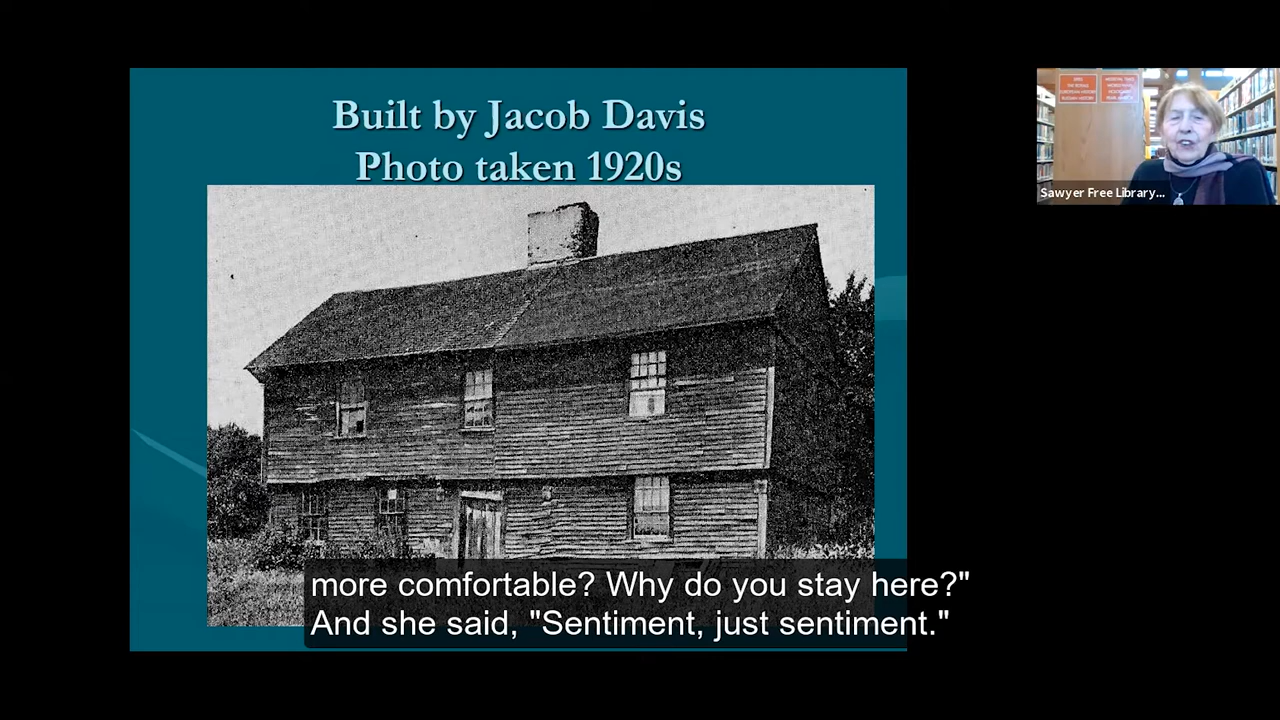 Built by Jacob Davis
Photo taken 1920s
Sawyer Free Library...
more comfortable? Why do you stay here?"
And she said, "Sentiment, just sentiment."